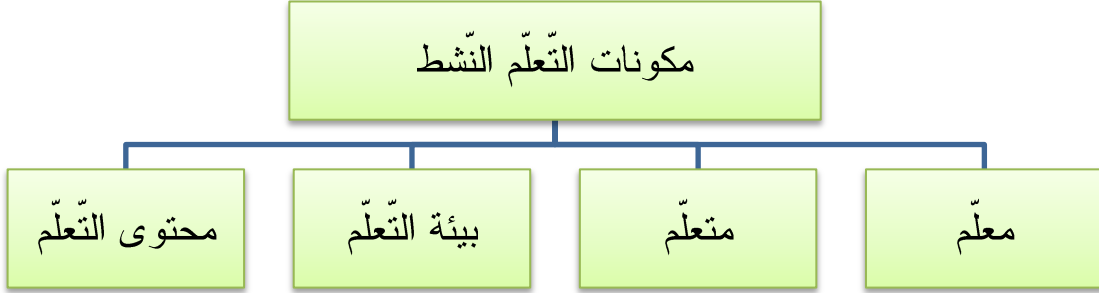 مكونات التّعلّم النّشط
معلّم
متعلّم
بيئة التّعلّم
محتوى التّعلّم